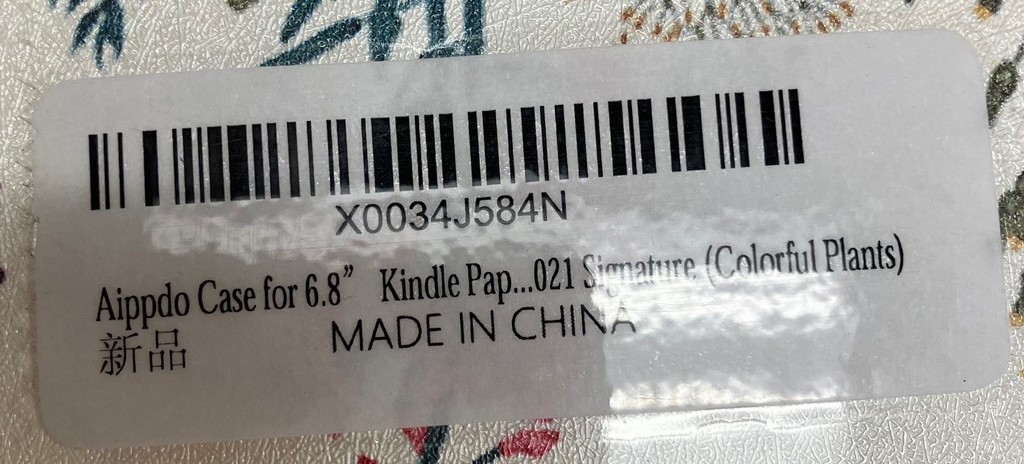 X0034J584N
Aippdo Case for 6.8” Kindle Pap...021 Signature (Colorful Plants)
新品
MADE IN CHINA